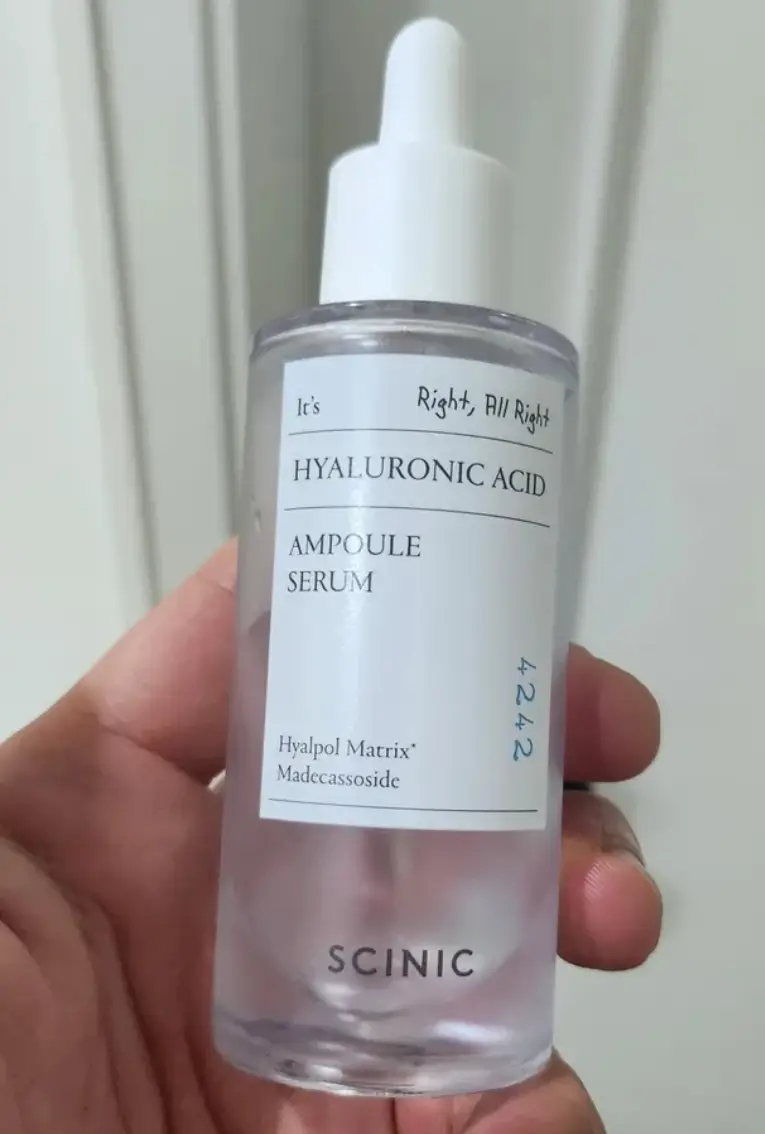 It's Right, All Right
HYALURONIC ACID
AMPOULE
SERUM
4242
Hyalpol Matrix*
Madecassoside
SCINIC